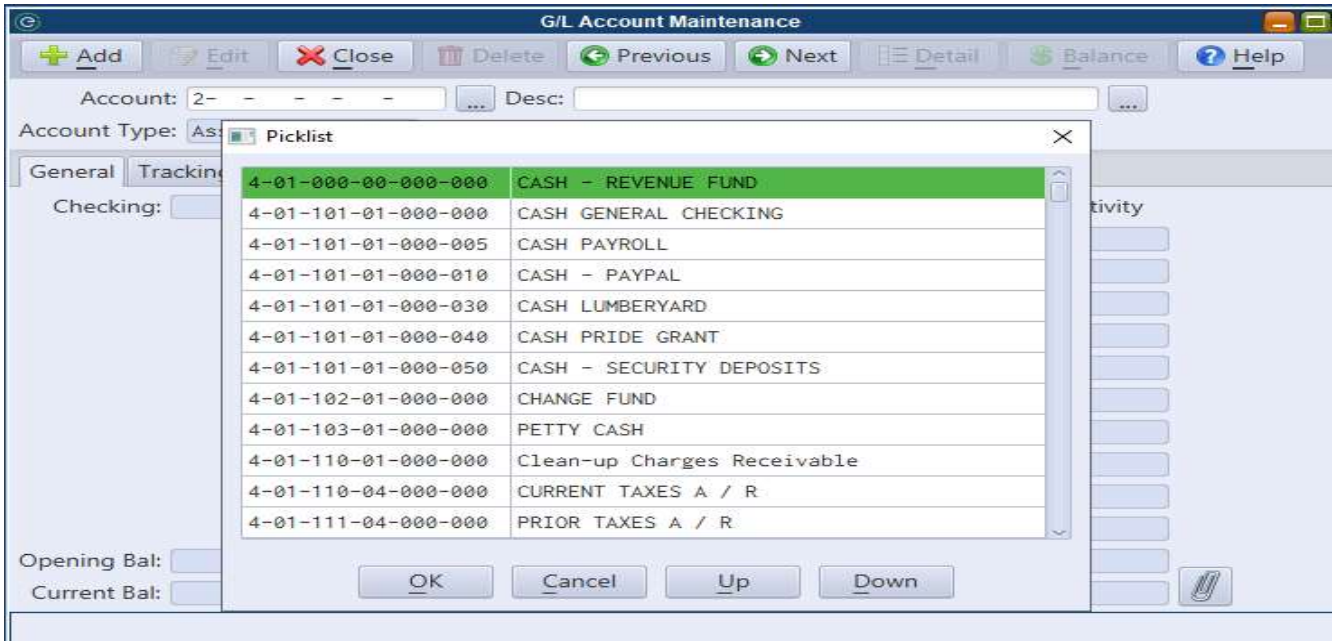 G/L Account Maintenance
Add Edit Close Delete Previous Next Detail Balance Help
Account: 2- - - - - ... Desc: ...
Account Type: Ass
Picklist
General Tracking
Checking:
tivity
4-01-000-00-000-000 CASH - REVENUE FUND
4-01-101-01-000-000 CASH GENERAL CHECKING
4-01-101-01-000-005 CASH PAYROLL
4-01-101-01-000-010 CASH - PAYPAL
4-01-101-01-000-030 CASH LUMBERYARD
4-01-101-01-000-040 CASH PRIDE GRANT
4-01-101-01-000-050 CASH - SECURITY DEPOSITS
4-01-102-01-000-000 CHANGE FUND
4-01-103-01-000-000 PETTY CASH
4-01-110-01-000-000 Clean-up Charges Receivable
4-01-110-04-000-000 CURRENT TAXES A / R
4-01-111-04-000-000 PRIOR TAXES A / R
Opening Bal:
Current Bal:
OK Cancel Up Down